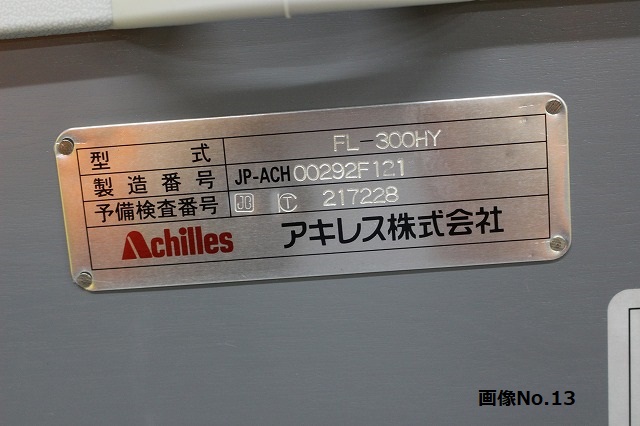 型 式 FL-300HY
製造番号 JP-ACH 00292F121
予備検査番号 JG T 217228
Achilles アキレス株式会社
画像No.13